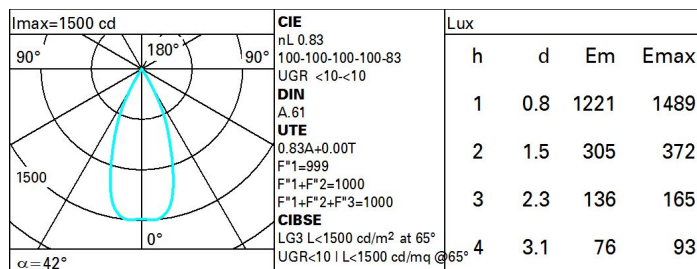 Imax=1500 cd
90°
180°
90°
1500
0°
α=42°
CIE
nL 0.83
100-100-100-100-83
UGR <10-<10
DIN
A.61
UTE
0.83A+0.00T
F"1=999
F"1+F"2=1000
F"1+F"2+F"3=1000
CIBSE
LG3 L<1500 cd/m² at 65°
UGR<10 | L<1500 cd/mq @65°
Lux
h d Em Emax
1 0.8 1221 1489
2 1.5 305 372
3 2.3 136 165
4 3.1 76 93